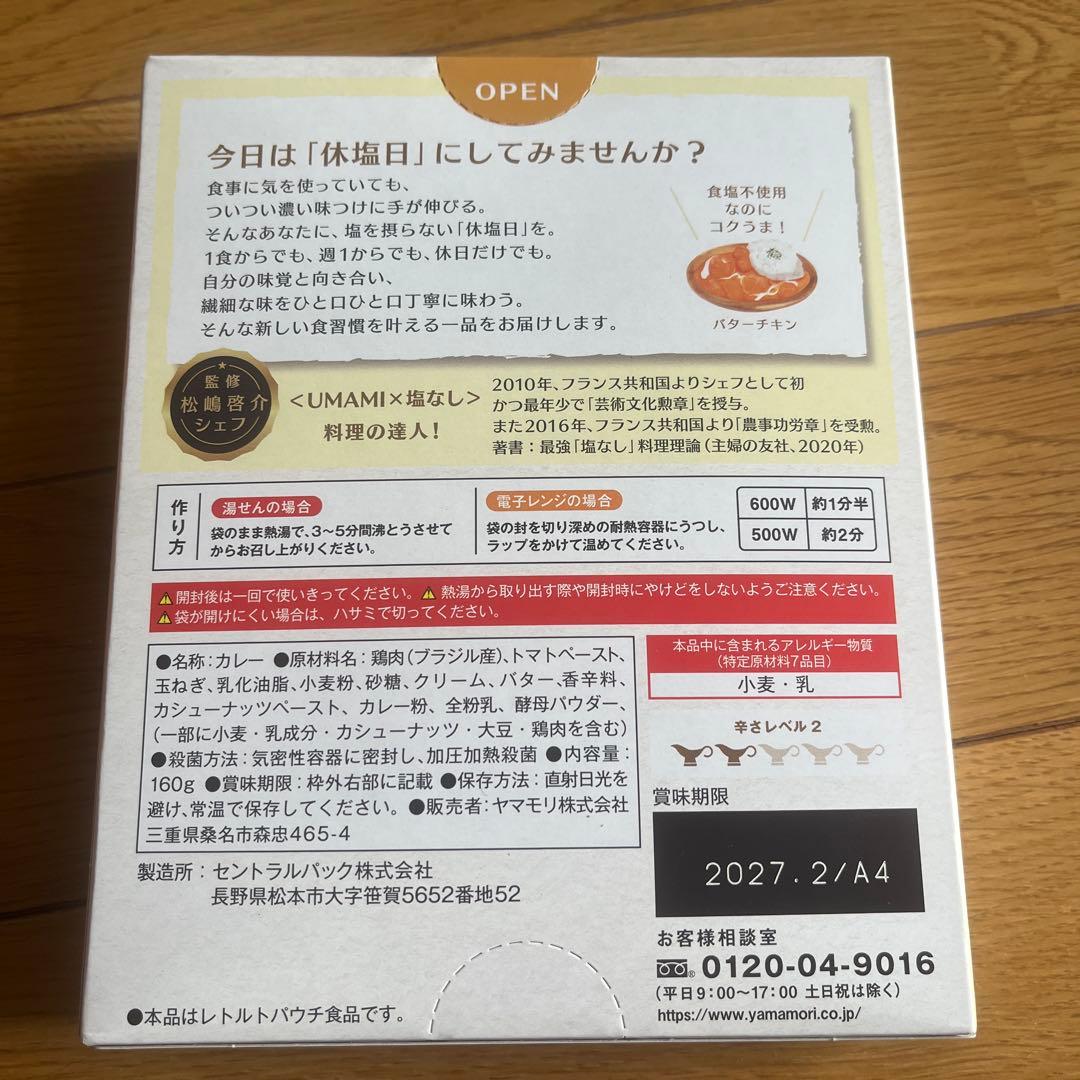 OPEN
今日は「休塩日」にしてみませんか？
食事に気を使っていても、
ついつい濃い味つけに手が伸びる。
そんなあなたに、塩を摂らない「休塩日」を。
1食からでも、週1からでも、休日だけでも。
自分の味覚と向き合い、
繊細な味をひと口ひと口丁寧に味わう。
そんな新しい食習慣を叶える一品をお届けします。
食塩不使用
なのに
コクうま！
バターチキン
監修
松嶋啓介
シェフ
＜UMAMI×塩なし＞
料理の達人！
2010年、フランス共和国よりシェフとして初
かつ最年少で「芸術文化勲章」を授与。
また2016年、フランス共和国より「農事功労章」を受勲。
著書：最強「塩なし」料理理論（主婦の友社、2020年）
作り方
湯せんの場合
袋のまま熱湯で、3〜5分間沸とうさせて
からお召し上がりください。
電子レンジの場合
袋の封を切り深めの耐熱容器にうつし、
ラップをかけて温めてください。
600W 約1分半
500W 約2分
⚠開封後は一回で使いきってください。⚠熱湯から取り出す際や開封時にやけどをしないようご注意ください。
⚠袋が開けにくい場合は、ハサミで切ってください。
●名称：カレー ●原材料名：鶏肉（ブラジル産）、トマトペースト、
玉ねぎ、乳化油脂、小麦粉、砂糖、クリーム、バター、香辛料、
カシューナッツペースト、カレー粉、全粉乳、酵母パウダー、
（一部に小麦・乳成分・カシューナッツ・大豆・鶏肉を含む）
●殺菌方法：気密性容器に密封し、加圧加熱殺菌 ●内容量：
160g ●賞味期限：枠外右部に記載 ●保存方法：直射日光を
避け、常温で保存してください。●販売者：ヤマモリ株式会社
三重県桑名市森忠465-4
製造所：セントラルパック株式会社
長野県松本市大字笹賀5652番地52
●本品はレトルトパウチ食品です。
本品中に含まれるアレルギー物質
（特定原材料7品目）
小麦・乳
辛さレベル2
賞味期限
2027.2/A4
お客様相談室
® 0120-04-9016
（平日9:00〜17:00 土日祝は除く）
https://www.yamamori.co.jp/